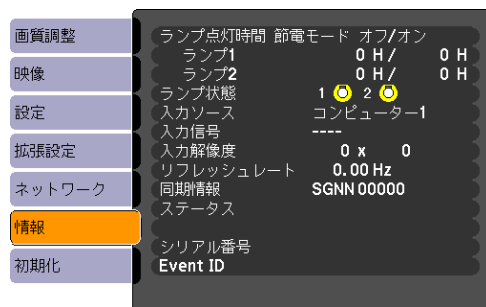 画質調整
映像
設定
拡張設定
ネットワーク
情報
初期化
ランプ点灯時間 節電モード オフ/オン
ランプ1 0 H / 0 H
ランプ2 0 H / 0 H
ランプ状態 1 2
入力ソース コンピューター1
入力信号 ----
入力解像度 0 x 0
リフレッシュレート 0.00 Hz
同期情報 SGNN 00000
ステータス
シリアル番号
Event ID